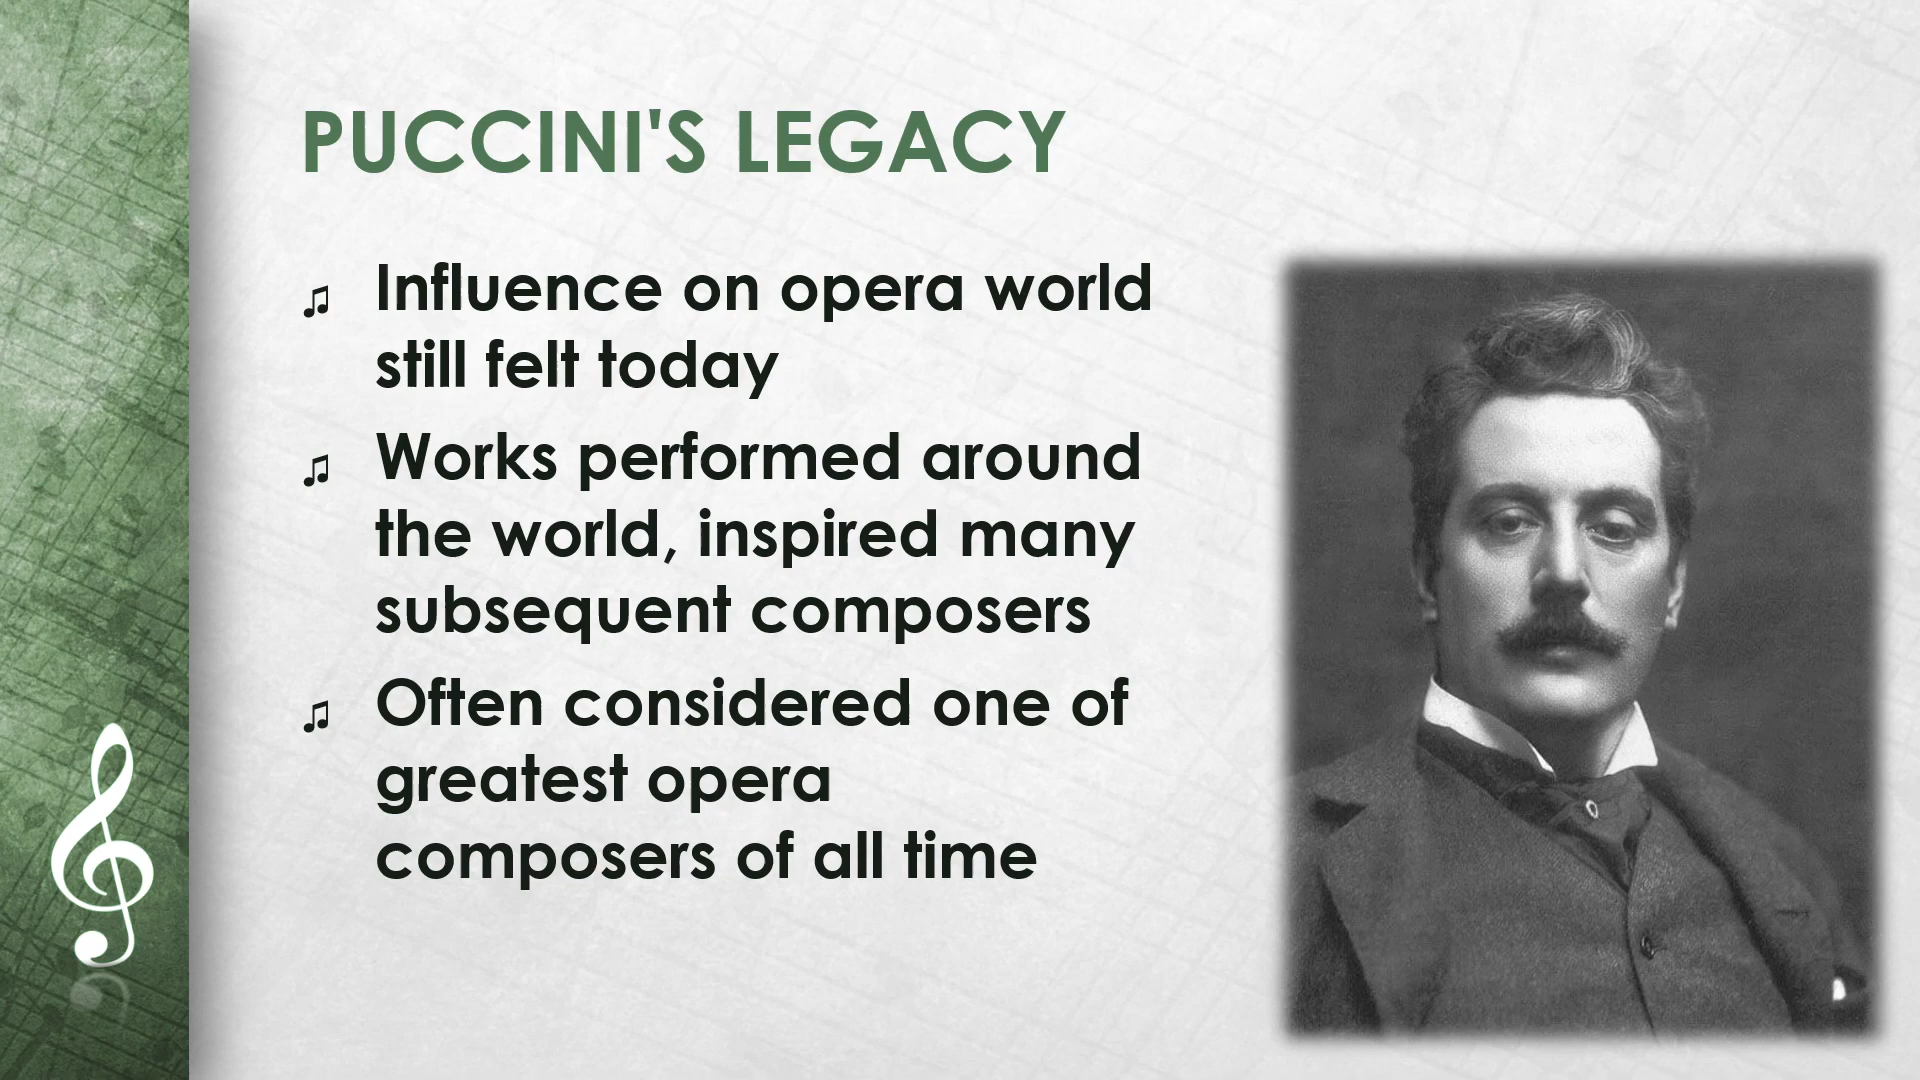 PUCCINI'S LEGACY
♫ Influence on opera world
still felt today
♫ Works performed around
the world, inspired many
subsequent composers
♫ Often considered one of
greatest opera
composers of all time